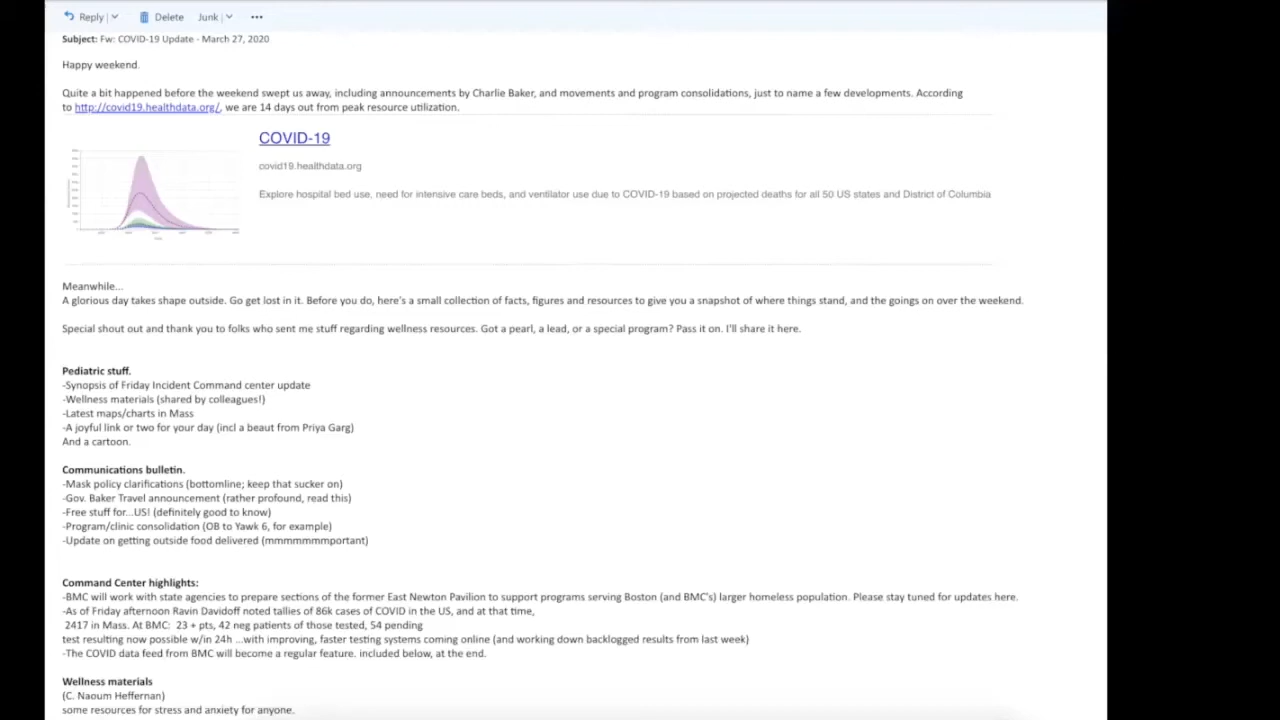 Reply
Delete
Junk
Subject: Fw: COVID-19 Update - March 27, 2020
Happy weekend.
Quite a bit happened before the weekend swept us away, including announcements by Charlie Baker, and movements and program consolidations, just to name a few developments. According
to http://covid19.healthdata.org/, we are 14 days out from peak resource utilization.
COVID-19
covid19.healthdata.org
Explore hospital bed use, need for intensive care beds, and ventilator use due to COVID-19 based on projected deaths for all 50 US states and District of Columbia
Meanwhile...
A glorious day takes shape outside. Go get lost in it. Before you do, here's a small collection of facts, figures and resources to give you a snapshot of where things stand, and the goings on over the weekend.
Special shout out and thank you to folks who sent me stuff regarding wellness resources. Got a pearl, a lead, or a special program? Pass it on. I'll share it here.
Pediatric stuff.
-Synopsis of Friday Incident Command center update
-Wellness materials (shared by colleagues!)
-Latest maps/charts in Mass
-A joyful link or two for your day (incl a beaut from Priya Garg)
And a cartoon.
Communications bulletin.
-Mask policy clarifications (bottomline; keep that sucker on)
-Gov. Baker Travel announcement (rather profound, read this)
-Free stuff for...US! (definitely good to know)
-Program/clinic consolidation (OB to Yawk 6, for example)
-Update on getting outside food delivered (mmmmmmmportant)
Command Center highlights:
-BMC will work with state agencies to prepare sections of the former East Newton Pavilion to support programs serving Boston (and BMC's) larger homeless population. Please stay tuned for updates here.
-As of Friday afternoon Ravin Davidoff noted tallies of 86k cases of COVID in the US, and at that time,
2417 in Mass. At BMC: 23 + pts, 42 neg patients of those tested, 54 pending
test resulting now possible w/in 24h ...with improving, faster testing systems coming online (and working down backlogged results from last week)
-The COVID data feed from BMC will become a regular feature. included below, at the end.
Wellness materials
(C. Naoum Heffernan)
some resources for stress and anxiety for anyone.